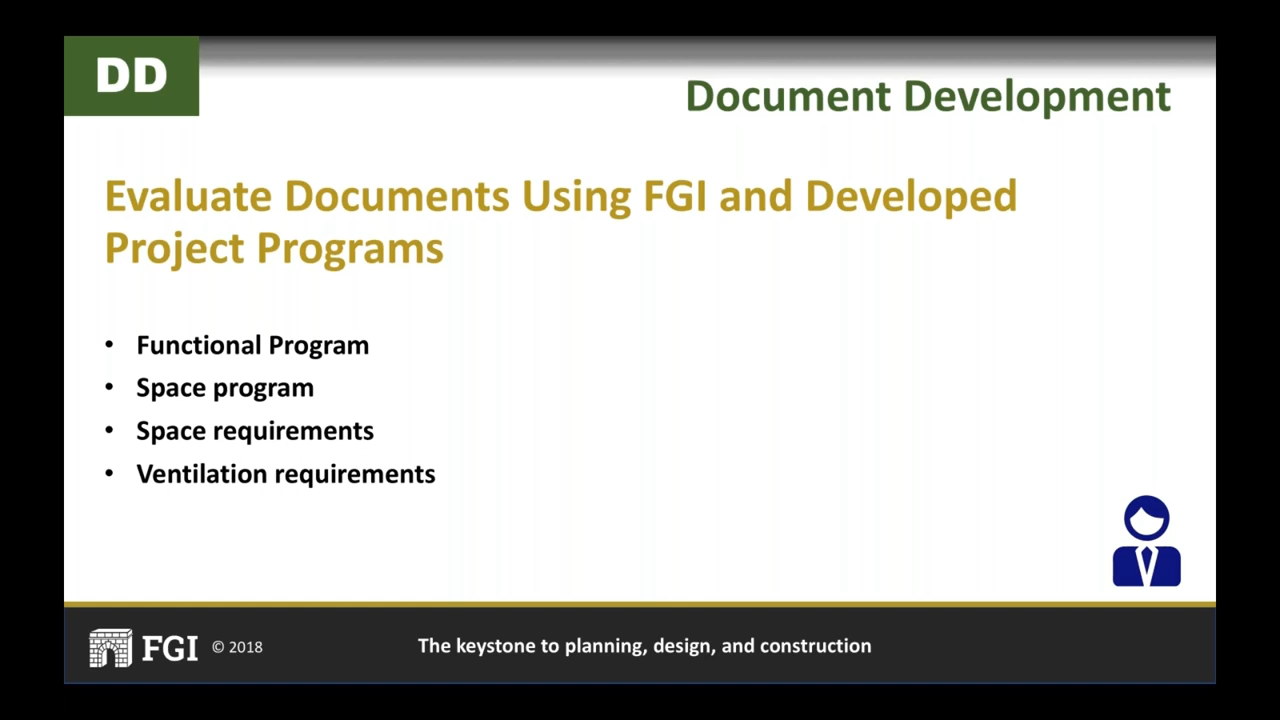 DD
Document Development
Evaluate Documents Using FGI and Developed
Project Programs
• Functional Program
• Space program
• Space requirements
• Ventilation requirements
FGI © 2018 The keystone to planning, design, and construction